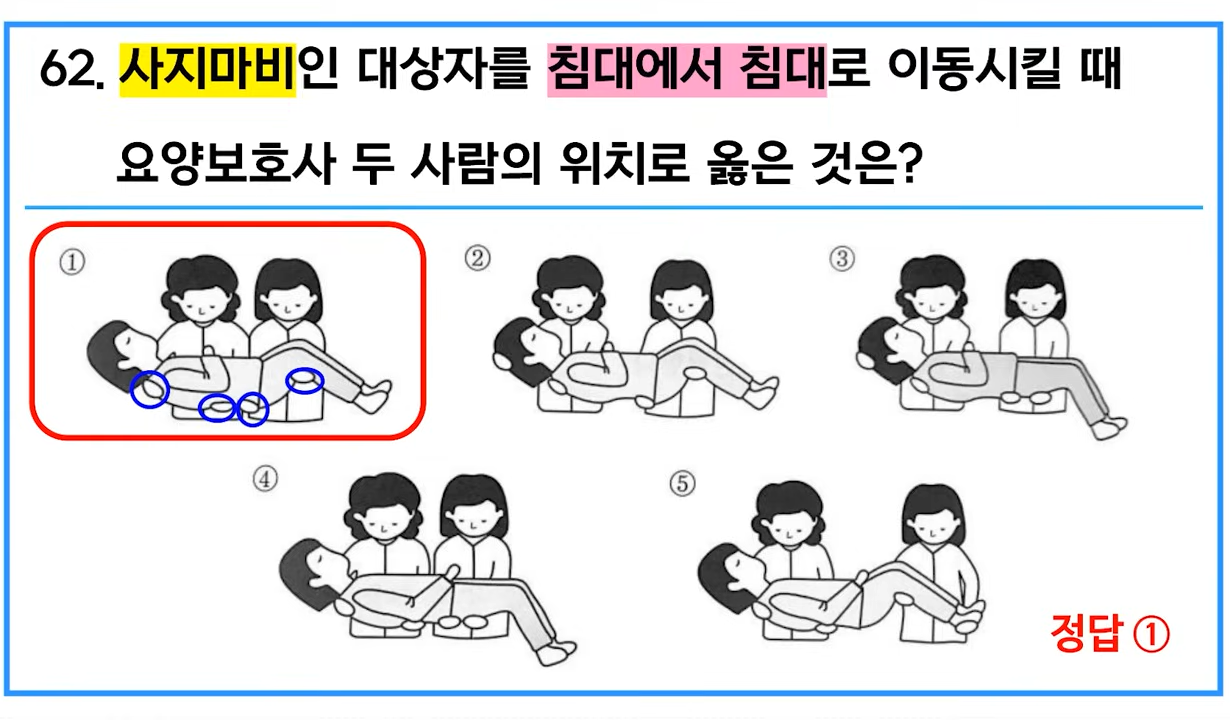 62. 사지마비인 대상자를 침대에서 침대로 이동시킬 때
요양보호사 두 사람의 위치로 옳은 것은?
①
②
③
④
⑤
정답 ①